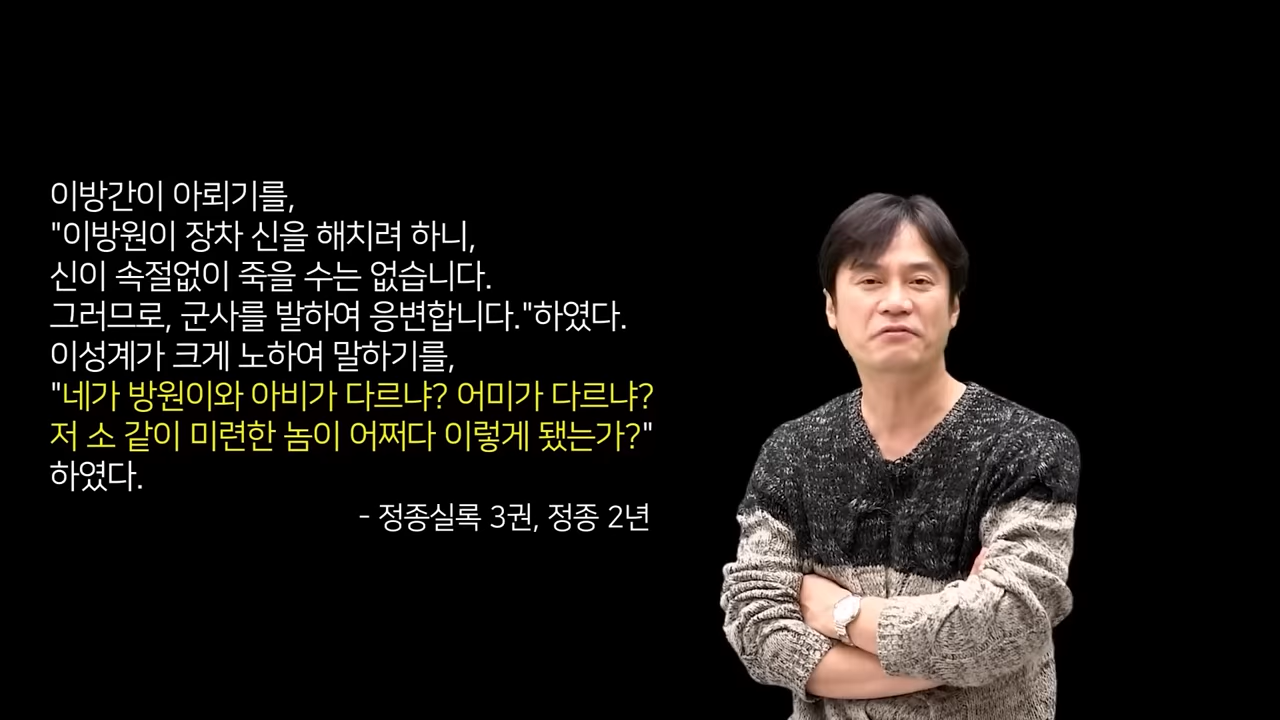 이방간이 아뢰기를,
"이방원이 장차 신을 해치려 하니,
신이 속절없이 죽을 수는 없습니다.
그러므로, 군사를 발하여 응변합니다."하였다.
이성계가 크게 노하여 말하기를,
"네가 방원이와 아비가 다르냐? 어미가 다르냐?
저 소 같이 미련한 놈이 어쩌다 이렇게 됐는가?"
하였다.
- 정종실록 3권, 정종 2년